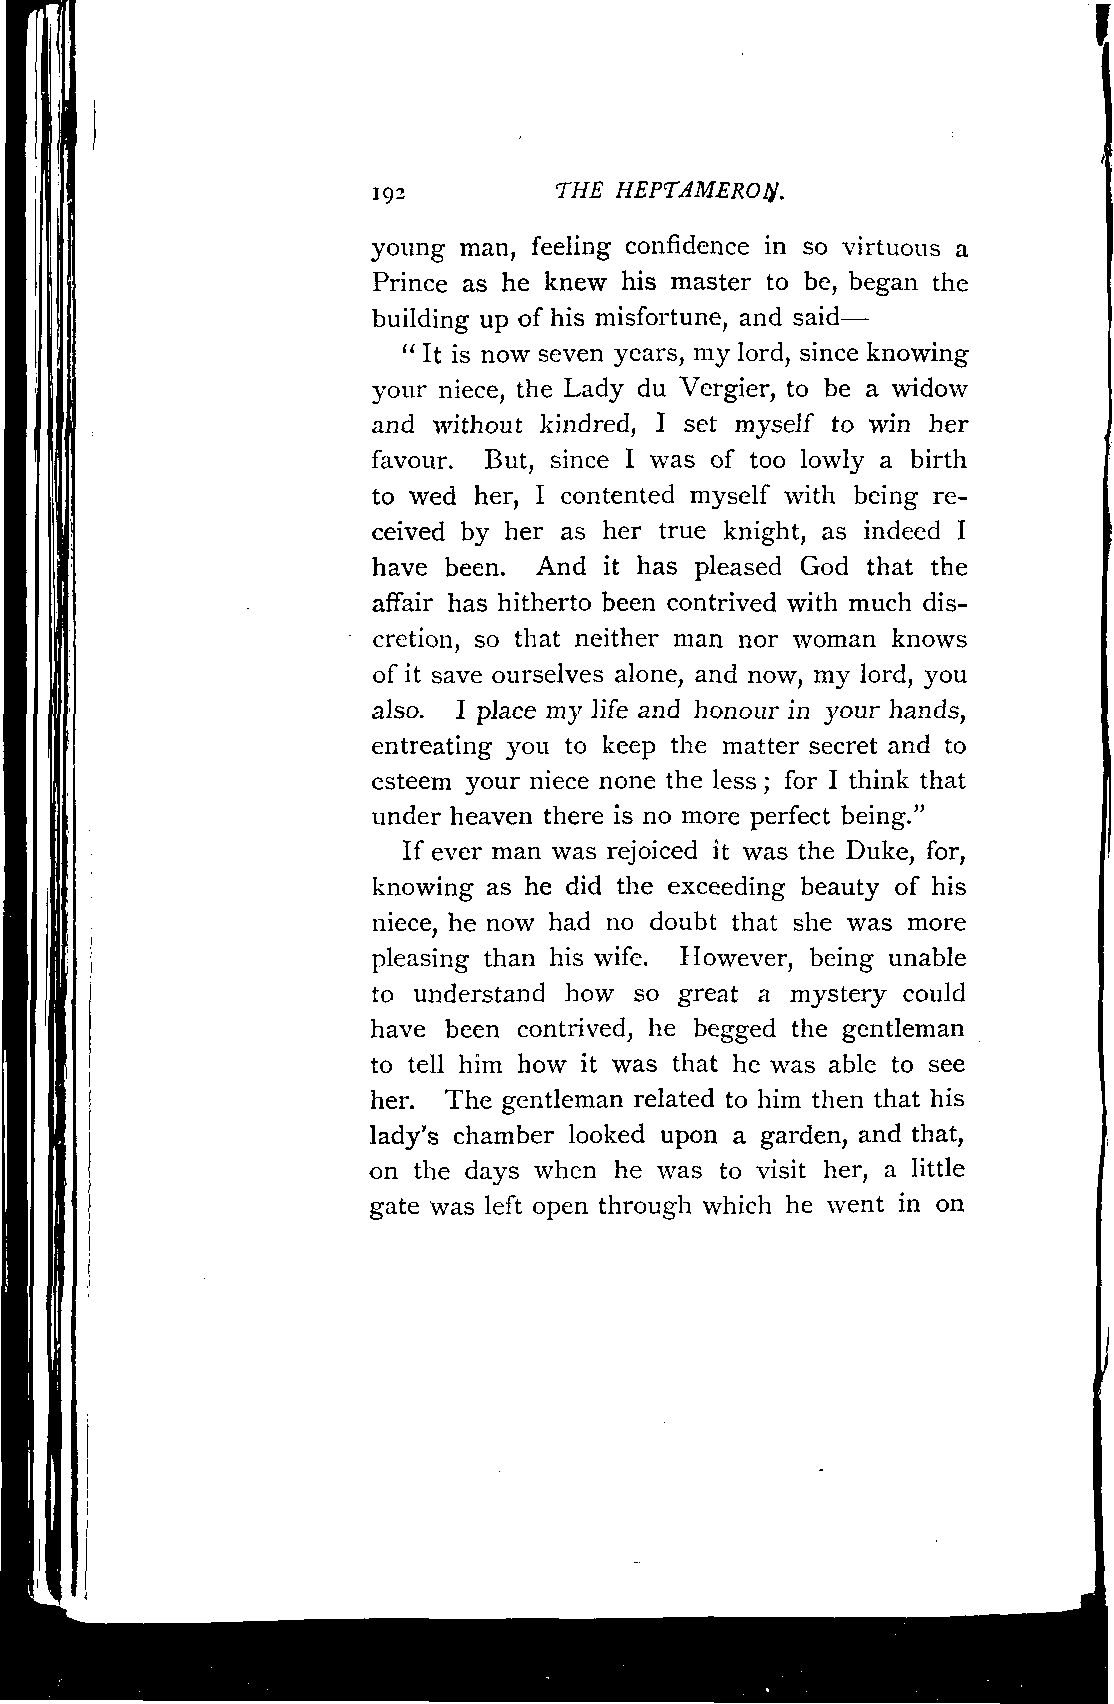 192 THE HEPTAMERON.
young man, feeling confidence in so virtuous a
Prince as he knew his master to be, began the
building up of his misfortune, and said—
“It is now seven years, my lord, since knowing
your niece, the Lady du Vergier, to be a widow
and without kindred, I set myself to win her
favour. But, since I was of too lowly a birth
to wed her, I contented myself with being re-
ceived by her as her true knight, as indeed I
have been. And it has pleased God that the
affair has hitherto been contrived with much dis-
cretion, so that neither man nor woman knows
of it save ourselves alone, and now, my lord, you
also. I place my life and honour in your hands,
entreating you to keep the matter secret and to
esteem your niece none the less; for I think that
under heaven there is no more perfect being.”
If ever man was rejoiced it was the Duke, for,
knowing as he did the exceeding beauty of his
niece, he now had no doubt that she was more
pleasing than his wife. However, being unable
to understand how so great a mystery could
have been contrived, he begged the gentleman
to tell him how it was that he was able to see
her. The gentleman related to him then that his
lady’s chamber looked upon a garden, and that,
on the days when he was to visit her, a little
gate was left open through which he went in on